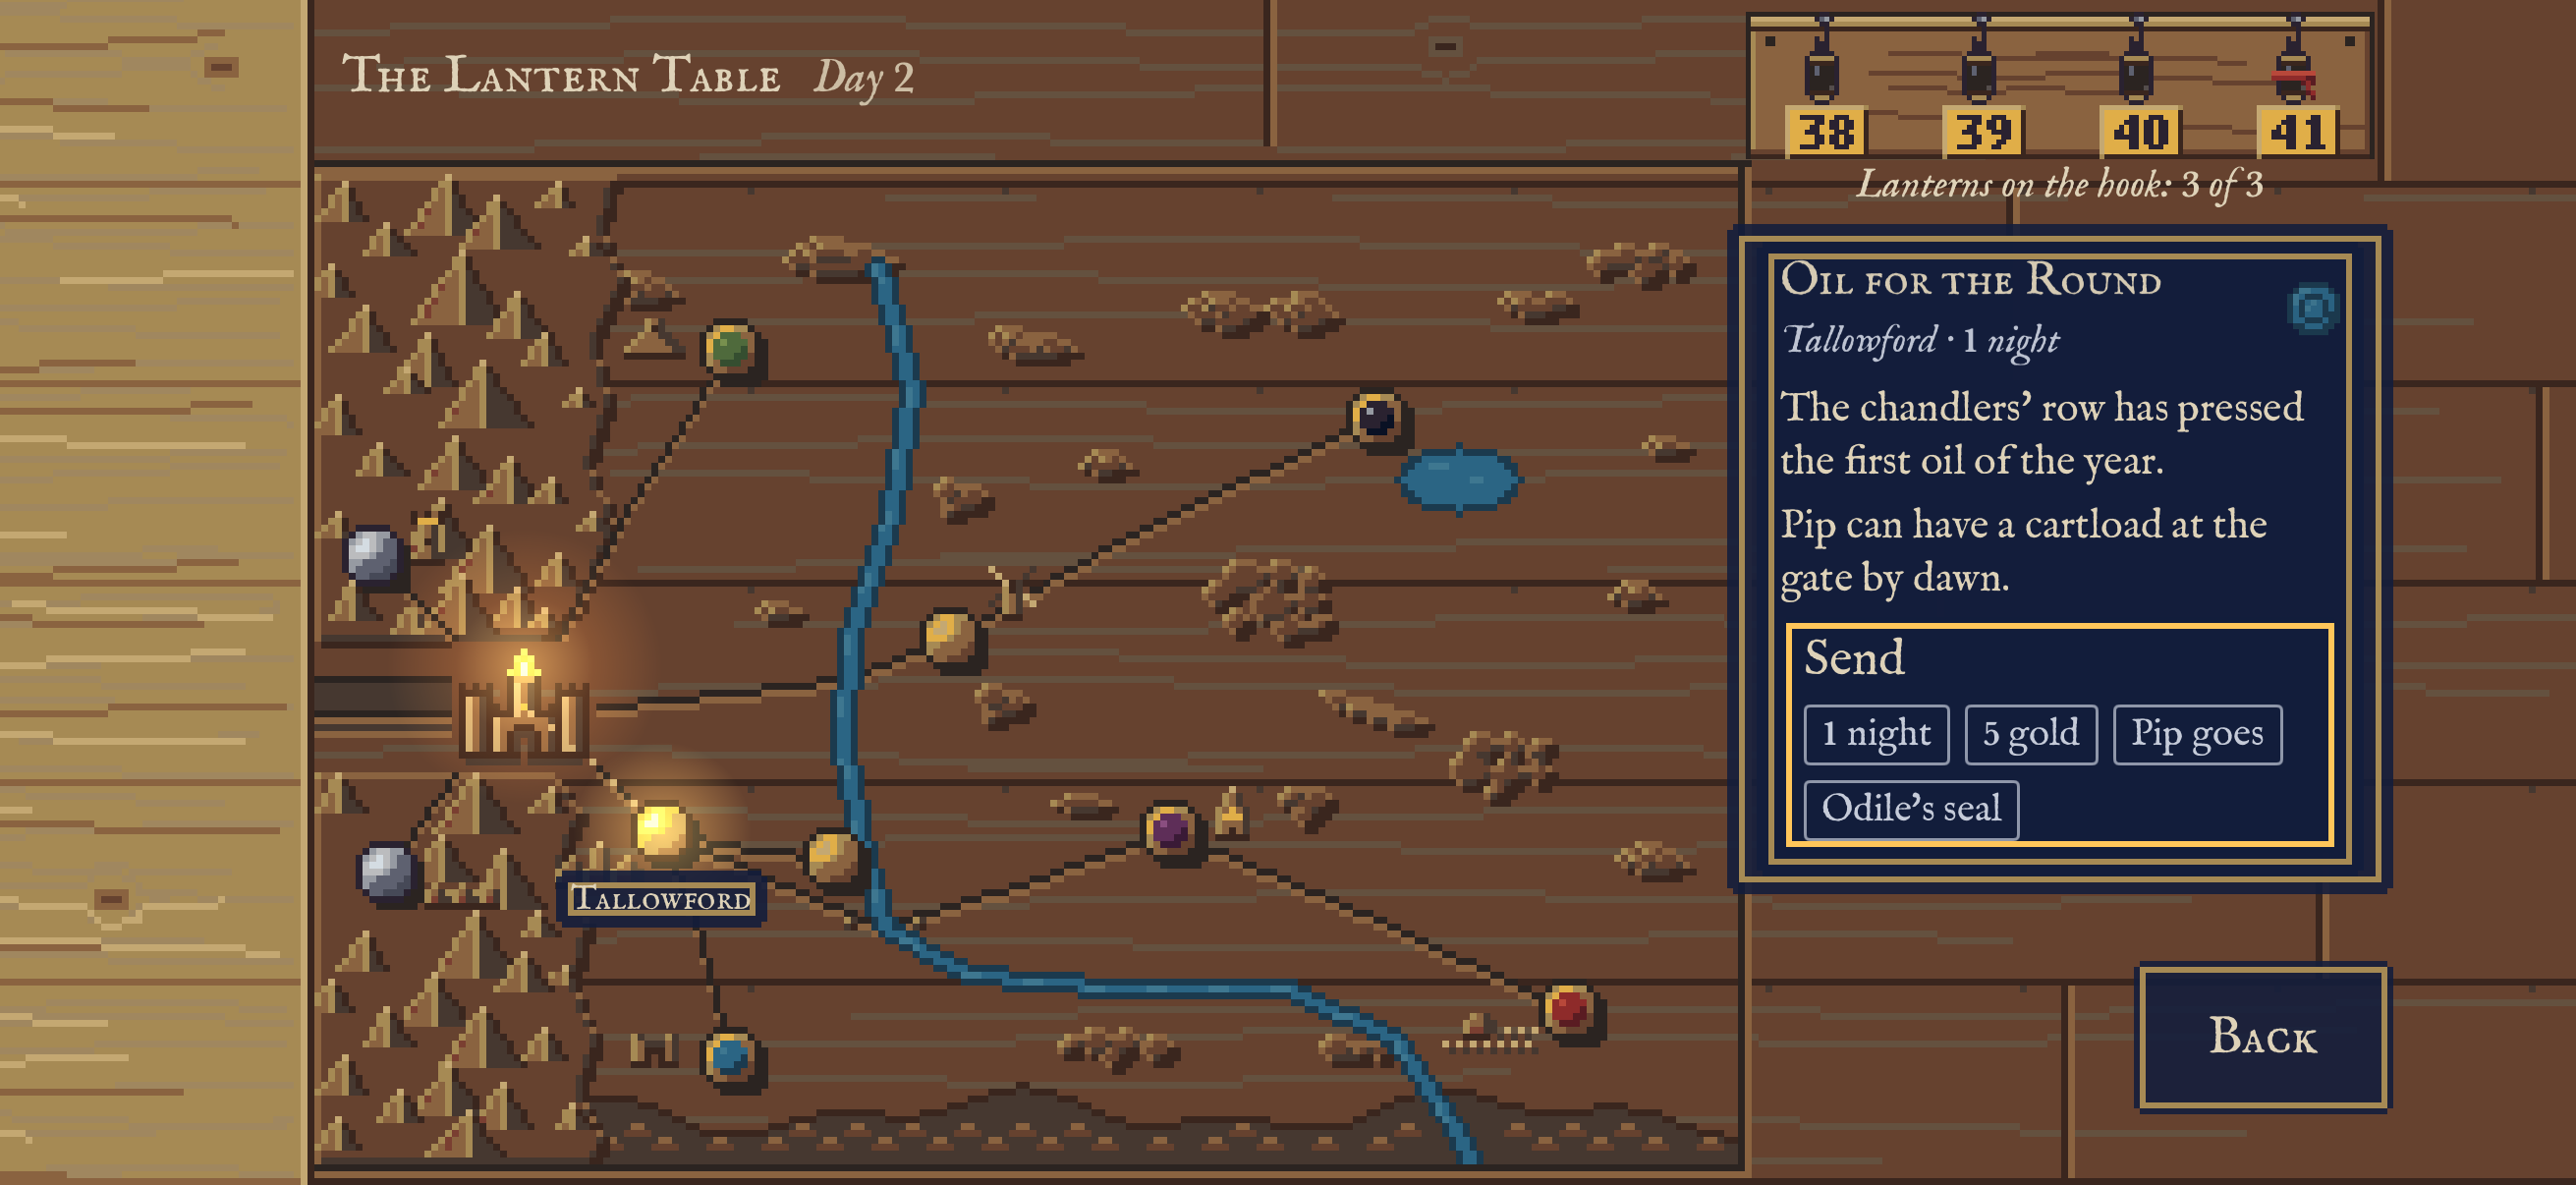 The Lantern Table Day 2
38 39 40 41
Lanterns on the hook: 3 of 3
Oil for the Round
Tallowford · 1 night
The chandlers’ row has pressed
the first oil of the year.
Pip can have a cartload at the
gate by dawn.
Send
1 night 5 gold Pip goes
Odile’s seal
Tallowford
Back